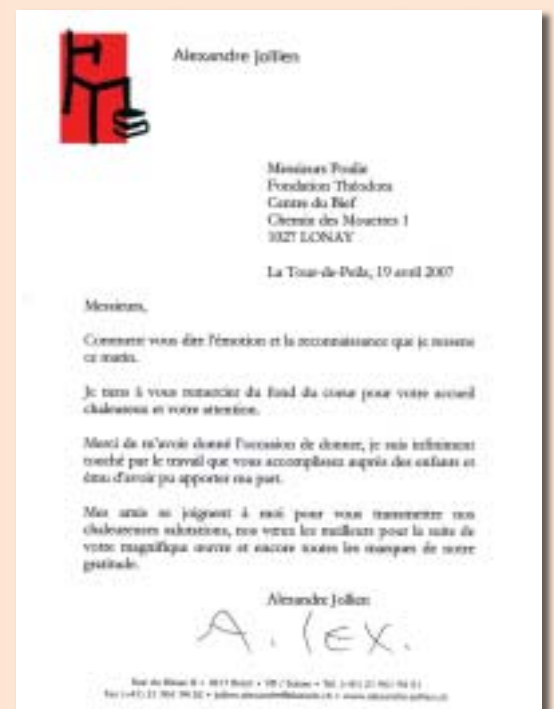 Alexandre Jollien
Messieurs Poulie
Fondation Théodora
Centre du Bief
Chemin des Mouettes 1
1027 LONAY
La Tour-de-Peilz, 19 avril 2007
Messieurs,
Comment vous dire l'émotion et la reconnaissance que je ressens
ce matin.
Je tiens à vous remercier du fond du coeur pour votre accueil
chaleureux et votre attention.
Merci de m'avoir donné l'occasion de donner, je suis infiniment
touché par le travail que vous accomplissez auprès des enfants et
ému d'avoir pu apporter ma part.
Mes amis se joignent à moi pour vous transmettre nos
chaleureuses salutations, nos vœux les meilleurs pour la suite de
votre magnifique œuvre et encore toutes les marques de notre
gratitude.
Alexandre Jollien
A. lex.